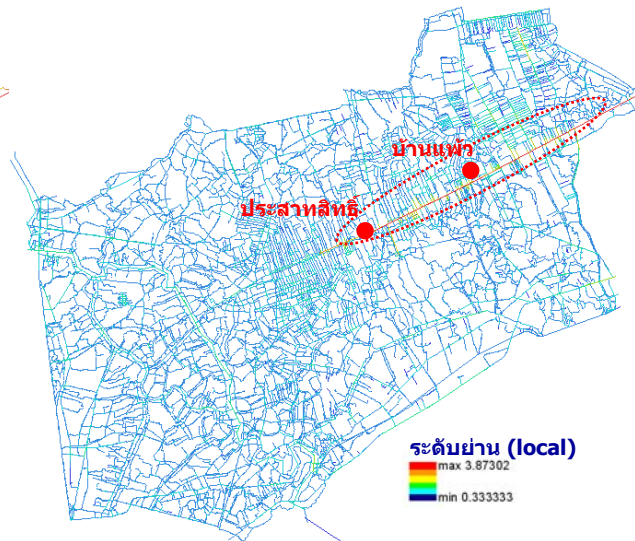 บ้านแพ้ว
ประสาทสิทธิ์
ระดับย่าน (local)
max 3.87302
min 0.333333